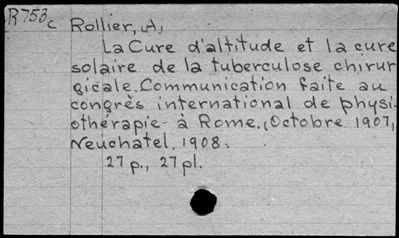 R753c Rollier, A,
La Cure d'altitude et la cure
solaire de la tuberculose chirur
gicale. Communication faite au
congrès international de physi
othérapie à Rome, (Octobre 1907,
Neuchatel, 1908.
27 p., 27 pl.